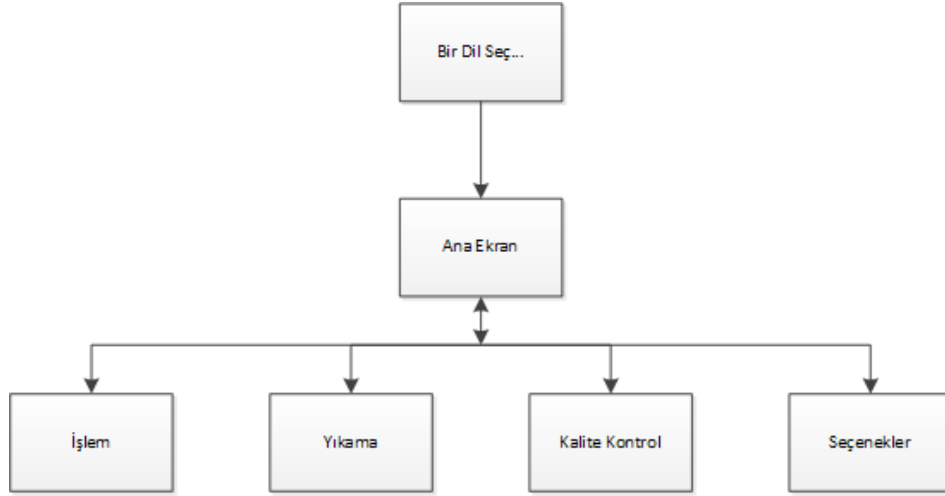 Bir Dil Seç...
Ana Ekran
İşlem
Yıkama
Kalite Kontrol
Seçenekler